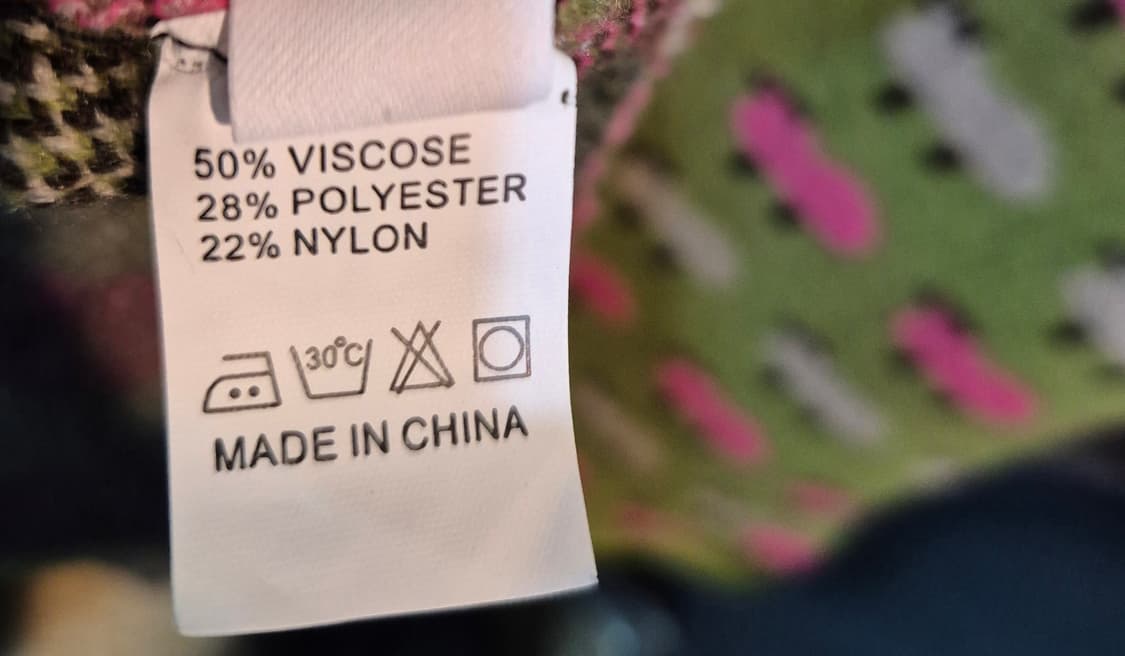 50% VISCOSE
28% POLYESTER
22% NYLON
30°C
MADE IN CHINA